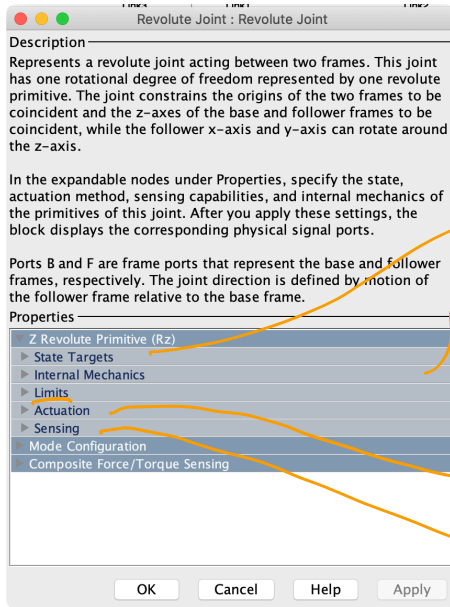 Link3 Link1 Link2
Revolute Joint : Revolute Joint
Description
Represents a revolute joint acting between two frames. This joint
has one rotational degree of freedom represented by one revolute
primitive. The joint constrains the origins of the two frames to be
coincident and the z-axes of the base and follower frames to be
coincident, while the follower x-axis and y-axis can rotate around
the z-axis.
In the expandable nodes under Properties, specify the state,
actuation method, sensing capabilities, and internal mechanics of
the primitives of this joint. After you apply these settings, the
block displays the corresponding physical signal ports.
Ports B and F are frame ports that represent the base and follower
frames, respectively. The joint direction is defined by motion of
the follower frame relative to the base frame.
Properties
Z Revolute Primitive (Rz)
State Targets
Internal Mechanics
Limits
Actuation
Sensing
Mode Configuration
Composite Force/Torque Sensing
OK Cancel Help Apply